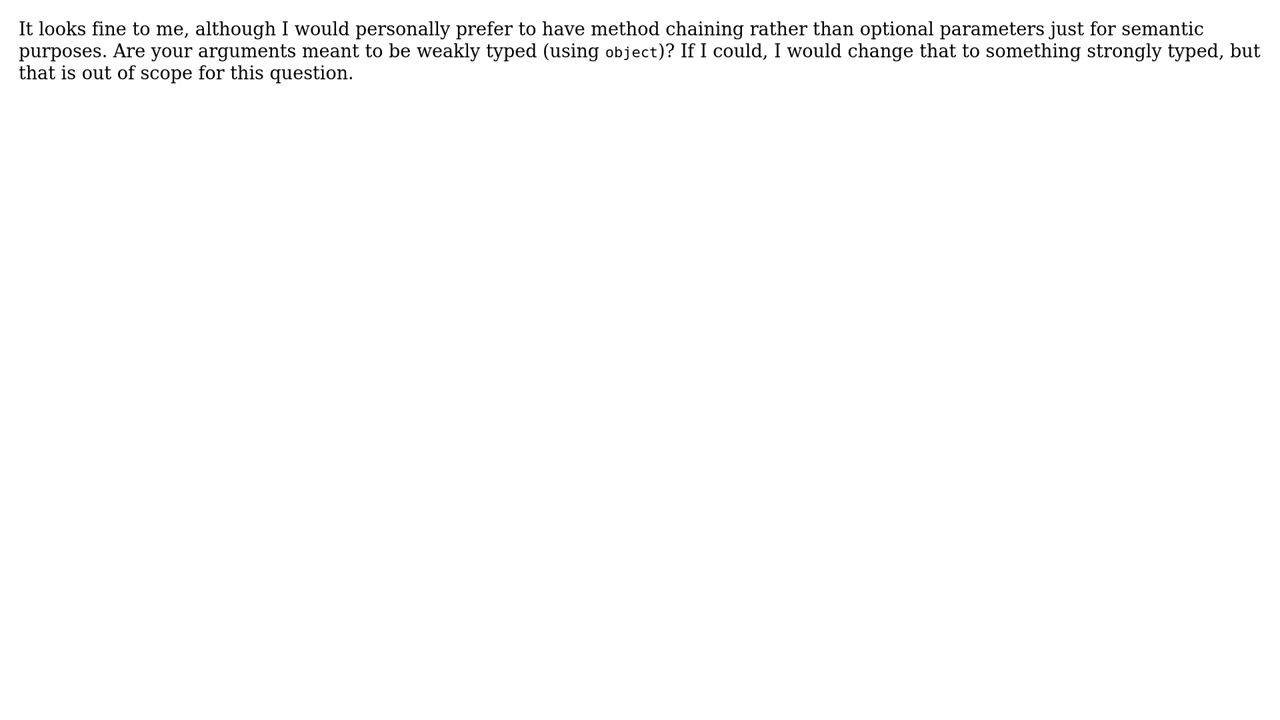 It looks fine to me, although I would personally prefer to have method chaining rather than optional parameters just for semantic
purposes. Are your arguments meant to be weakly typed (using object)? If I could, I would change that to something strongly typed, but
that is out of scope for this question.